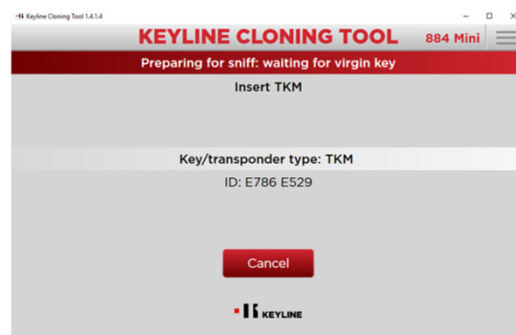 Keyline Cloning Tool 1.4.1.4
KEYLINE CLONING TOOL 884 Mini
Preparing for sniff: waiting for virgin key
Insert TKM
Key/transponder type: TKM
ID: E786 E529
Cancel
KEYLINE